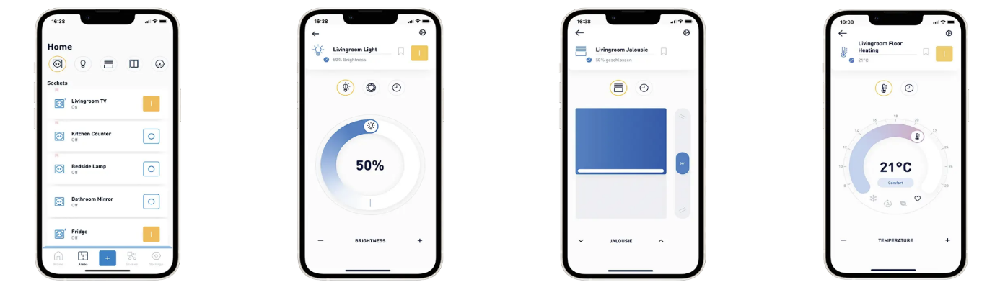 16:38
Home
Sockets
Livingroom TV
On
Kitchen Counter
Off
Bedside Lamp
Off
Bathroom Mirror
Off
Fridge
Off
Home
Areas
Scenes
Settings
16:38
Livingroom Light
50% Brightness
50%
BRIGHTNESS
16:38
Livingroom Jalousie
50% geschlossen
90°
JALOUSIE
16:38
Livingroom Floor
Heating
21°C
8
10
12
14
16
18
20
22
24
26
28
21°C
Comfort
TEMPERATURE